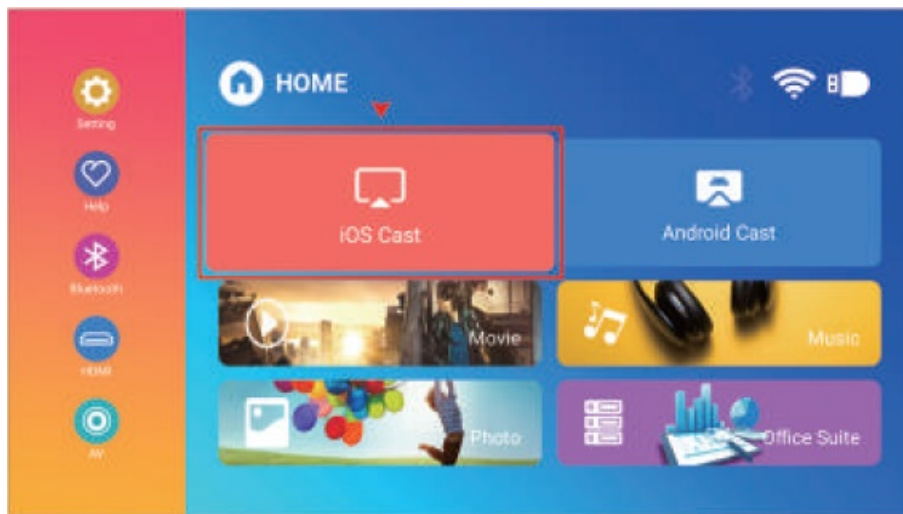 HOME
Setting
Help
Bluetooth
HDMI
AV
iOS Cast
Android Cast
Movie
Music
Photo
Office Suite